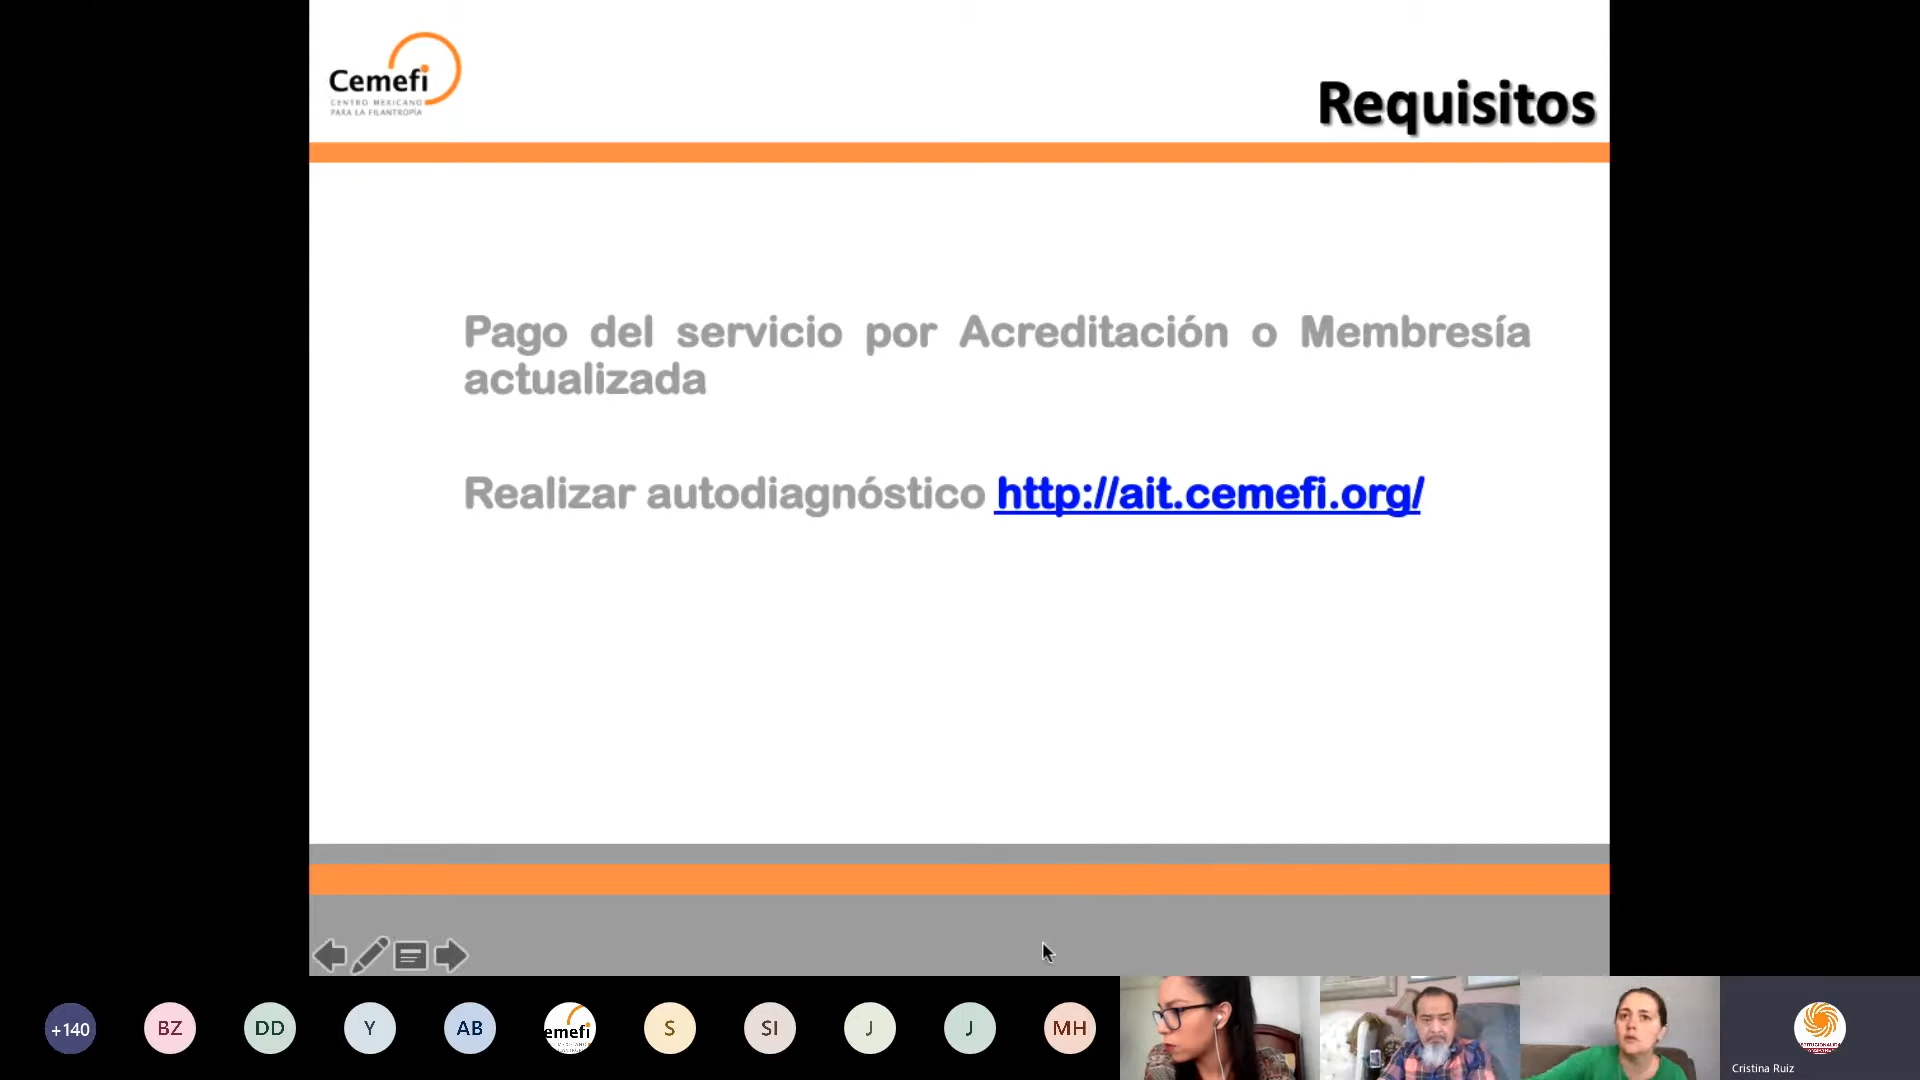 Cemefi
CENTRO MEXICANO
PARA LA FILANTROPÍA
Requisitos
Pago del servicio por Acreditación o Membresía
actualizada
Realizar autodiagnóstico http://ait.cemefi.org/
+140
BZ
DD
Y
AB
emefi
S
SI
J
J
MH
Cristina Ruiz